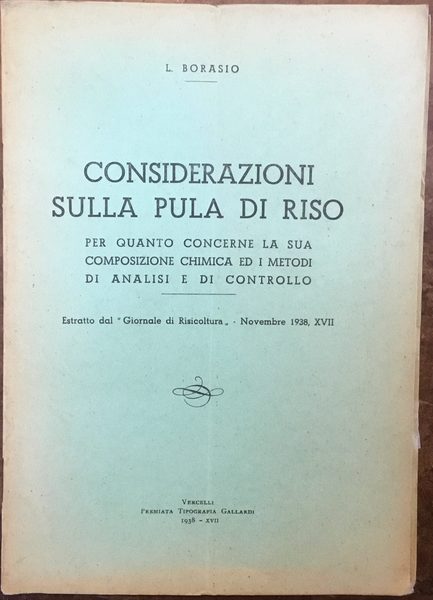 L. BORASIO
CONSIDERAZIONI
SULLA PULA DI RISO
PER QUANTO CONCERNE LA SUA
COMPOSIZIONE CHIMICA ED I METODI
DI ANALISI E DI CONTROLLO
Estratto dal "Giornale di Risicoltura„ - Novembre 1938, XVII
Vercelli
Premiata Tipografia Gallardi
1938 - XVII